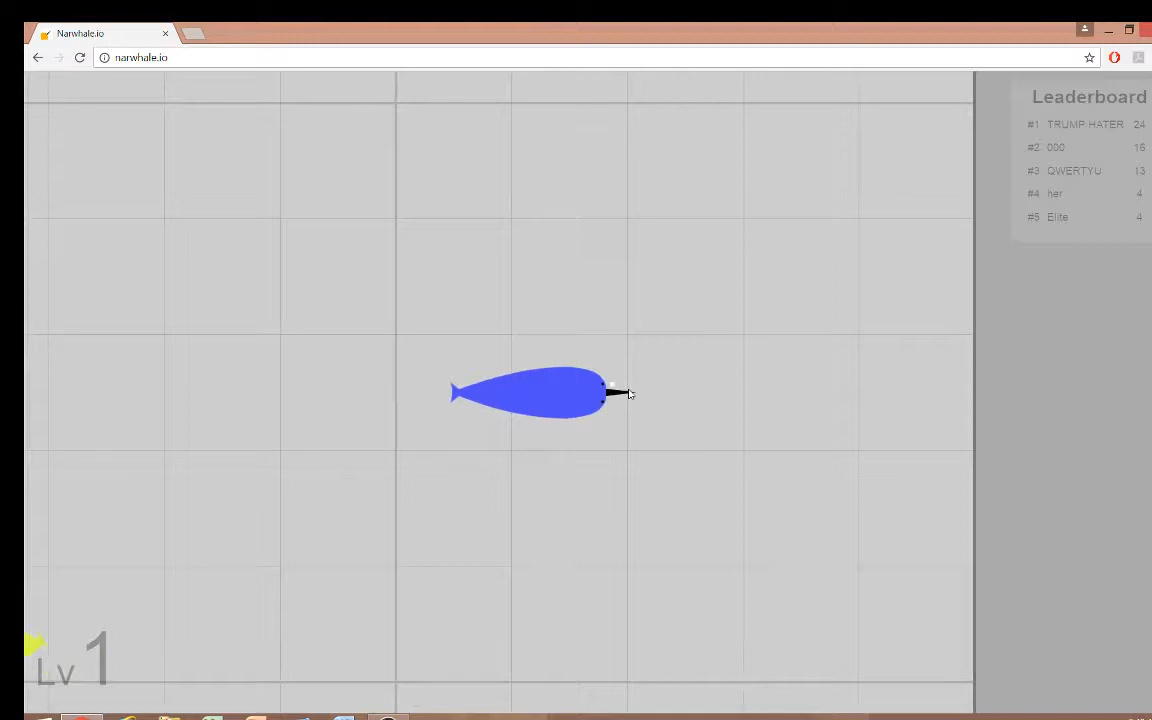 Narwhale.io
narwhale.io
Leaderboard
#1 TRUMP HATER 24
#2 000 16
#3 QWERTYU 13
#4 her 4
#5 Elite 4
Lv 1